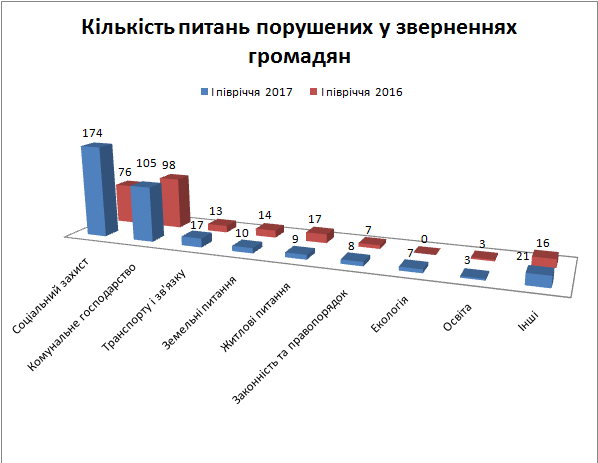 Кількість питань порушених у зверненнях
громадян
І півріччя 2017 І півріччя 2016
174
76
105
98
17
13
10
14
9
17
8
7
7
0
3
3
21
16
Соціальний захист
Комунальне господарство
Транспорту і зв'язку
Земельні питання
Житлові питання
Законність та правопорядок
Екологія
Освіта
Інші